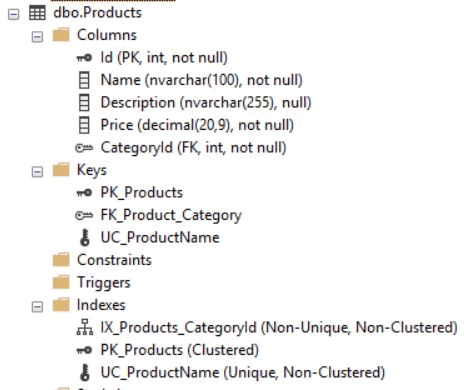 dbo.Products
Columns
Id (PK, int, not null)
Name (nvarchar(100), not null)
Description (nvarchar(255), null)
Price (decimal(20,9), not null)
CategoryId (FK, int, not null)
Keys
PK_Products
FK_Product_Category
UC_ProductName
Constraints
Triggers
Indexes
IX_Products_CategoryId (Non-Unique, Non-Clustered)
PK_Products (Clustered)
UC_ProductName (Unique, Non-Clustered)